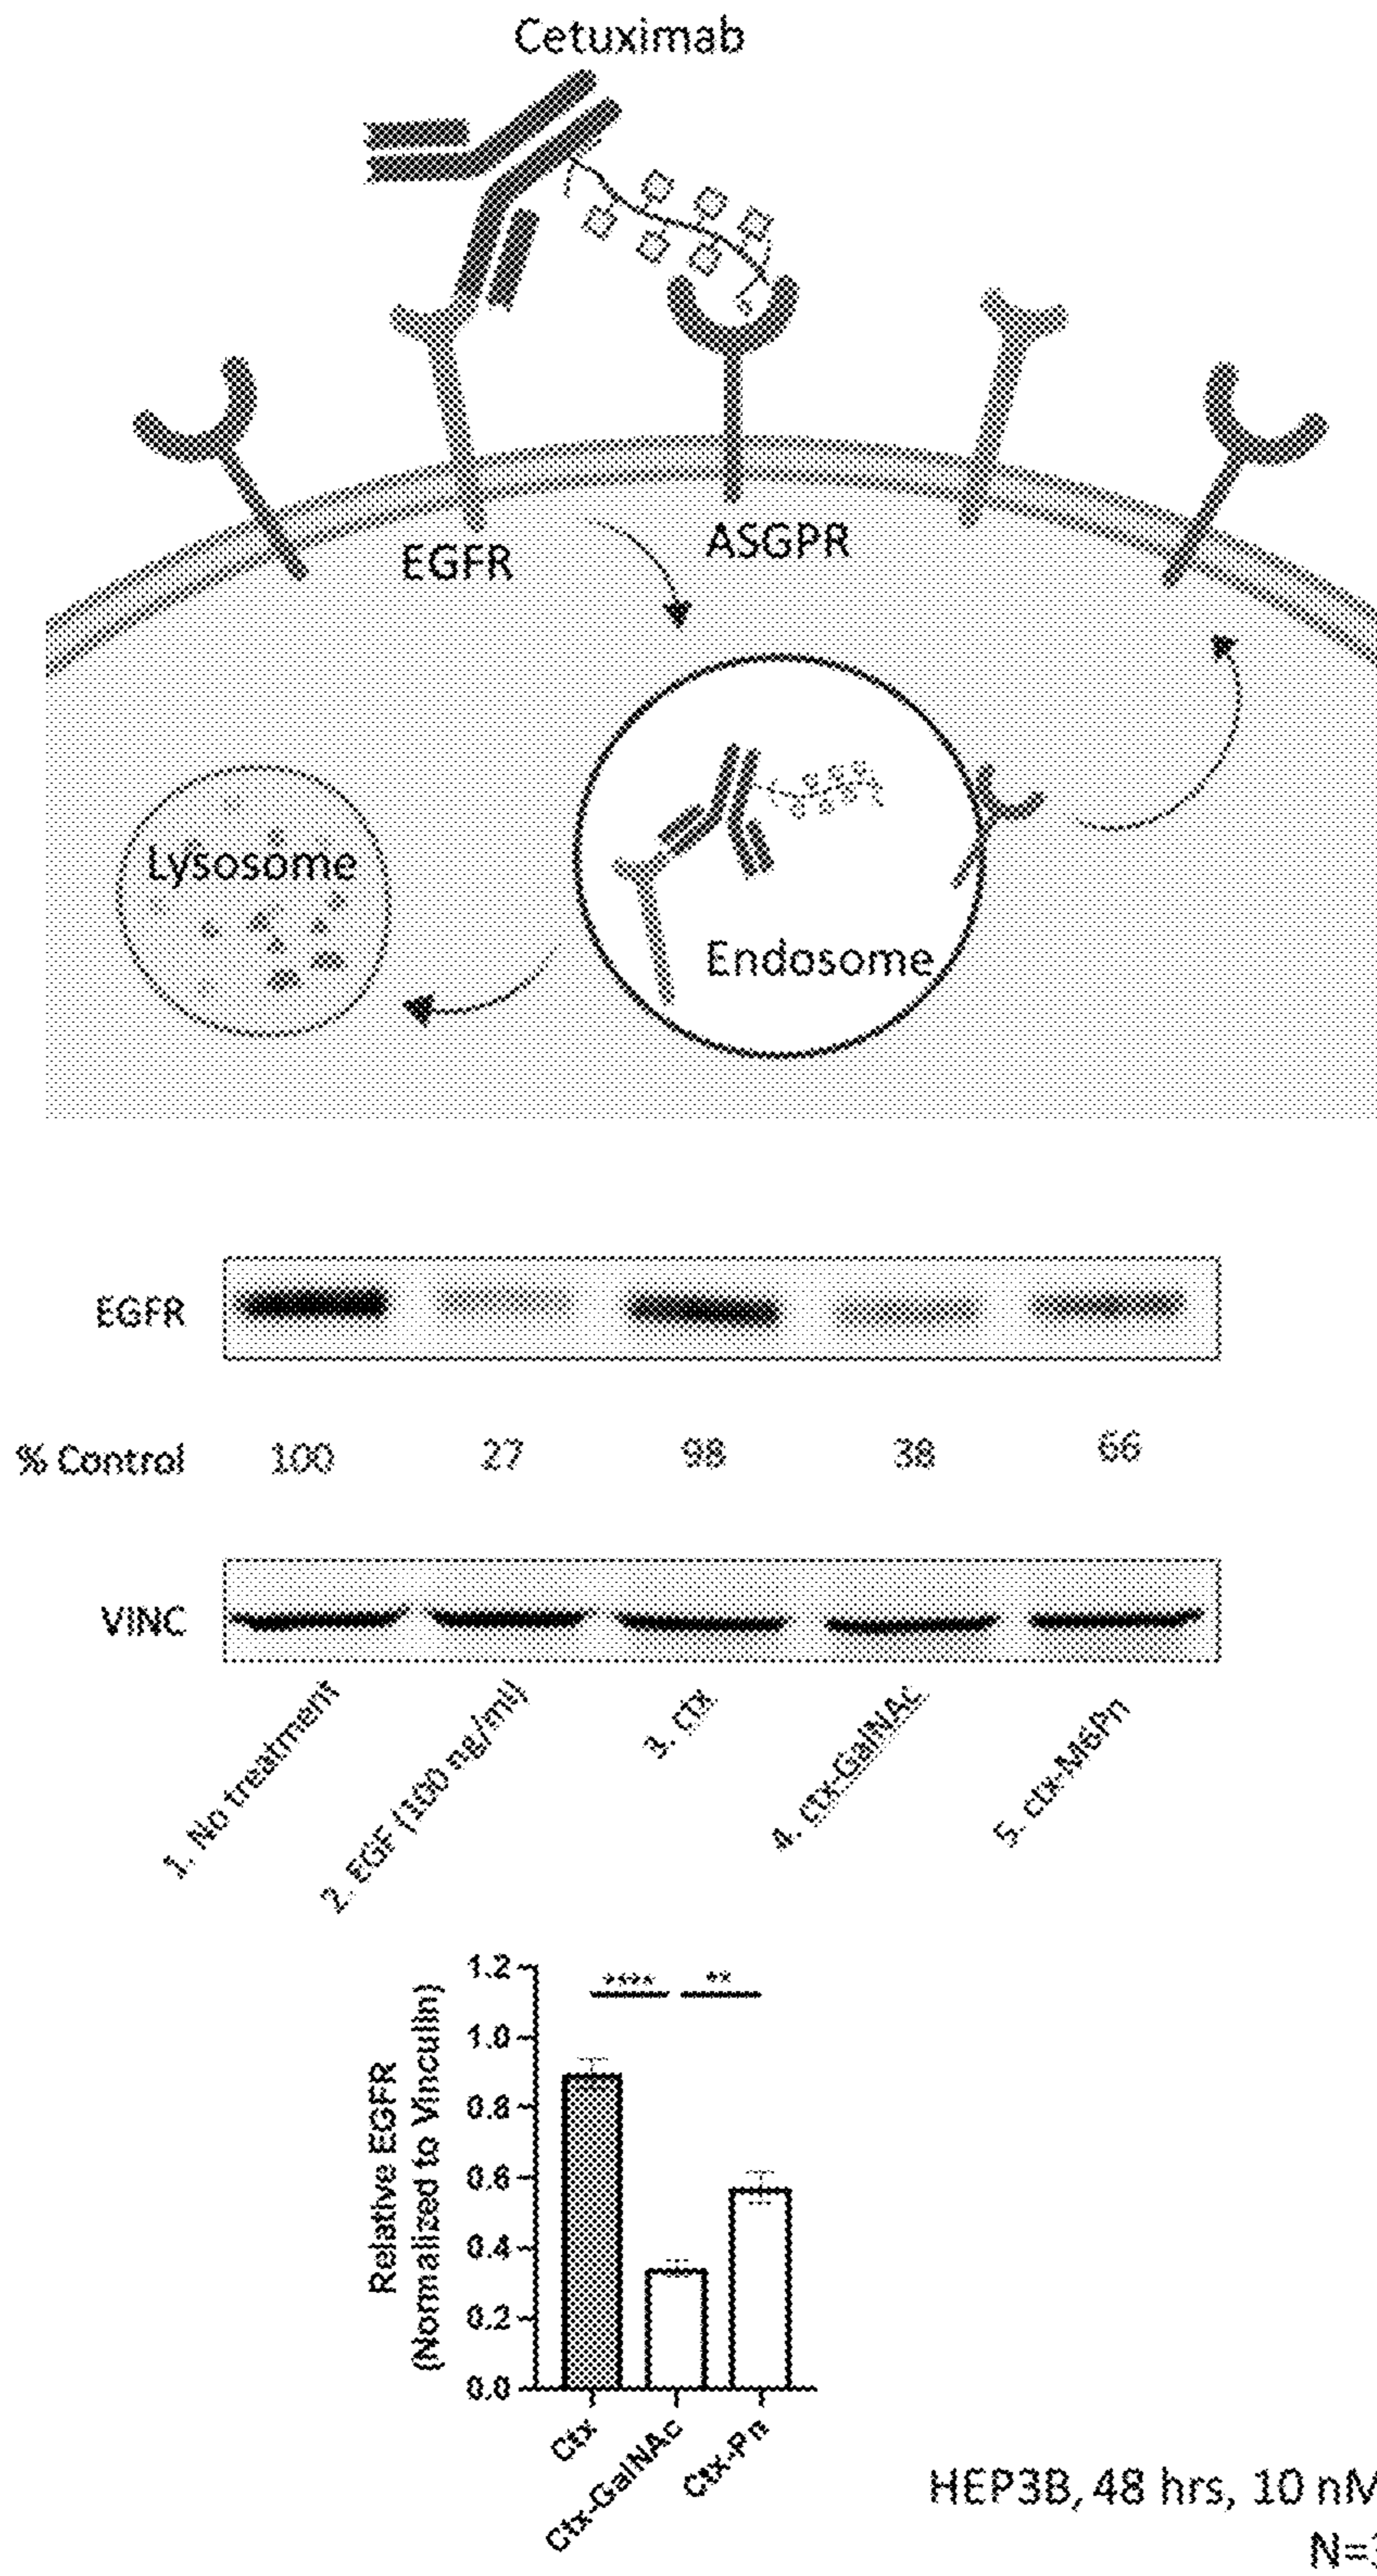 Cetuximab
EGFR
ASGPR
Lysosome
Endosome
EGFR
% Control 100 27 98 38 66
VINC
1. No treatment
2. EGF (100 ng/ml)
3. ctx
4. ctx-GalNAc
5. ctx-M6Pn
Relative EGFR
(Normalized to Vinculin)
1.2
1.0
0.8
0.6
0.4
0.2
0.0
**** **
Ctx
Ctx-GalNAc
Ctx-Pn
HEP3B, 48 hrs, 10 nM
N=3